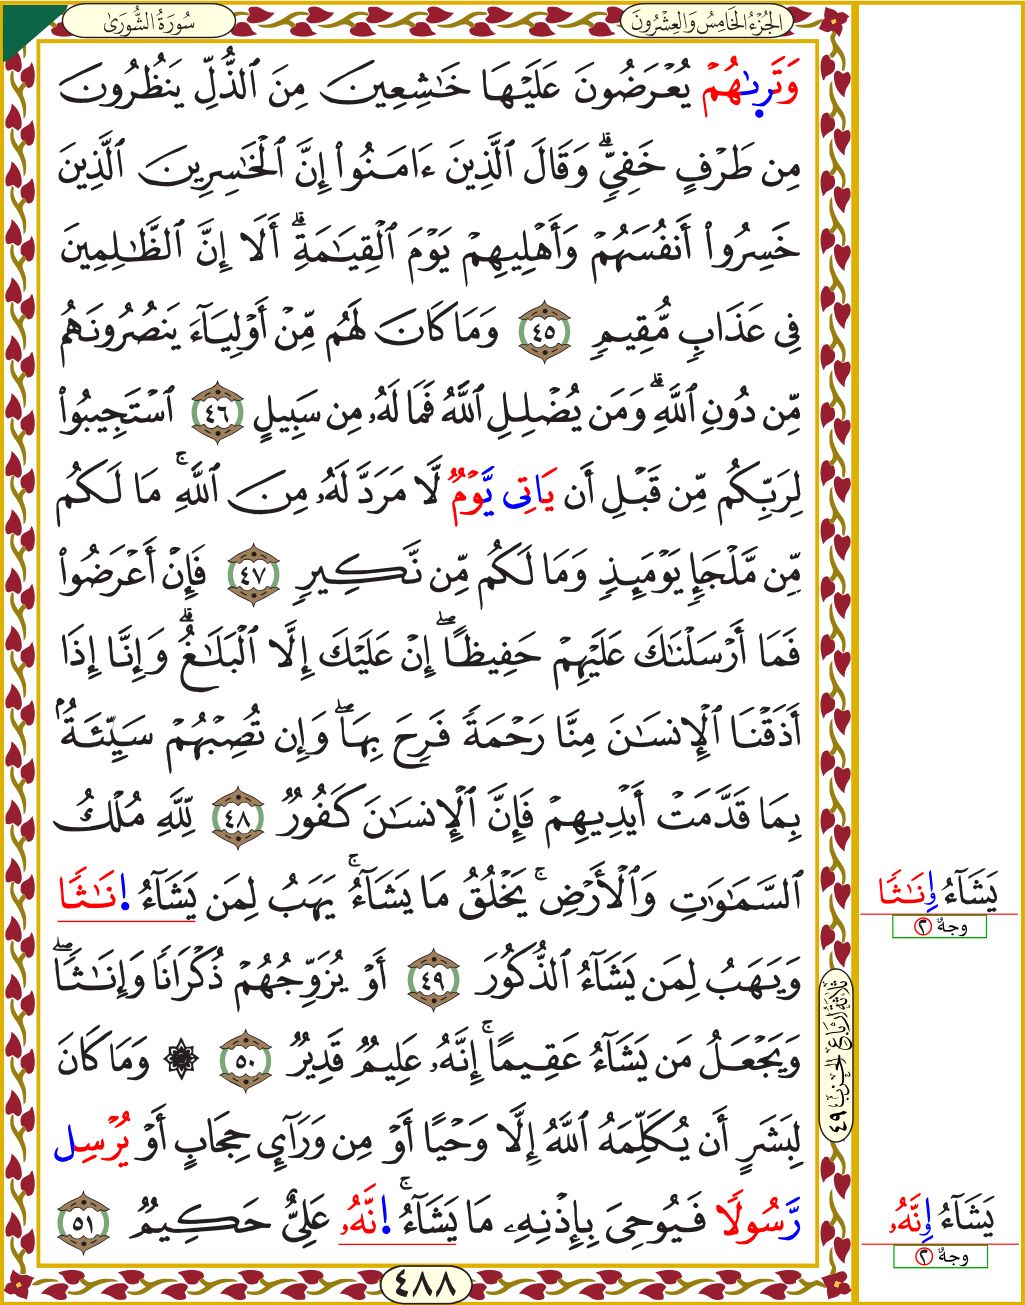 الجُزْءُ الخَامِسُ وَالعِشْرُونَ
سُورَةُ الشُّورَىٰ
وَتَرِىٰهُمْ يُعْرَضُونَ عَلَيْهَا خَٰشِعِينَ مِنَ ٱلذُّلِّ يَنظُرُونَ
مِن طَرْفٍ خَفِيٍّۗ وَقَالَ ٱلَّذِينَ ءَامَنُوا۟ إِنَّ ٱلْخَٰسِرِينَ ٱلَّذِينَ
خَسِرُوا۟ أَنفُسَهُمْ وَأَهْلِيهِمْ يَوْمَ ٱلْقِيَٰمَةِۗ أَلَا إِنَّ ٱلظَّٰلِمِينَ
فِى عَذَابٍ مُّقِيمٍ ٤٥ وَمَا كَانَ لَهُم مِّنْ أَوْلِيَآءَ يَنصُرُونَهُم
مِّن دُونِ ٱللَّهِۗ وَمَن يُضْلِلِ ٱللَّهُ فَمَا لَهُۥ مِن سَبِيلٍ ٤٦ ٱسْتَجِيبُوا۟
لِرَبِّكُم مِّن قَبْلِ أَن يَاتِى يَّوْمٌ لَّا مَرَدَّ لَهُۥ مِنَ ٱللَّهِۚ مَا لَكُم
مِّن مَّلْجَإٍ يَوْمَئِذٍ وَمَا لَكُم مِّن نَّكِيرٍ ٤٧ فَإِنْ أَعْرَضُوا۟
فَمَا أَرْسَلْنَٰكَ عَلَيْهِمْ حَفِيظًاۖ إِنْ عَلَيْكَ إِلَّا ٱلْبَلَٰغُۗ وَإِنَّا إِذَا
أَذَقْنَا ٱلْإِنسَٰنَ مِنَّا رَحْمَةً فَرِحَ بِهَاۖ وَإِن تُصِبْهُمْ سَيِّئَةٌۢ
بِمَا قَدَّمَتْ أَيْدِيهِمْ فَإِنَّ ٱلْإِنسَٰنَ كَفُورٌ ٤٨ لِّلَّهِ مُلْكُ
ٱلسَّمَٰوَٰتِ وَٱلْأَرْضِۚ يَخْلُقُ مَا يَشَآءُۚ يَهَبُ لِمَن يَشَآءُ اِنَٰثًا
وَيَهَبُ لِمَن يَشَآءُ ٱلذُّكُورَ ٤٩ أَوْ يُزَوِّجُهُمْ ذُكْرَانًا وَإِنَٰثًاۖ
وَيَجْعَلُ مَن يَشَآءُ عَقِيمًاۚ إِنَّهُۥ عَلِيمٌ قَدِيرٌ ٥٠ ۞ وَمَا كَانَ
لِبَشَرٍ أَن يُكَلِّمَهُ ٱللَّهُ إِلَّا وَحْيًا أَوْ مِن وَرَآئِ حِجَابٍ أَوْ يُرْسِل
رَّسُولًا فَيُوحِىَ بِإِذْنِهِۦ مَا يَشَآءُۚ اِنَّهُۥ عَلِىٌّ حَكِيمٌ ٥١
يَشَآءُ وِنَٰثًا
وجهٌ ٢
ثلاثة أرباع الحزب ٤٩
يَشَآءُ وِنَّهُۥ
وجهٌ ٢
٤٨٨